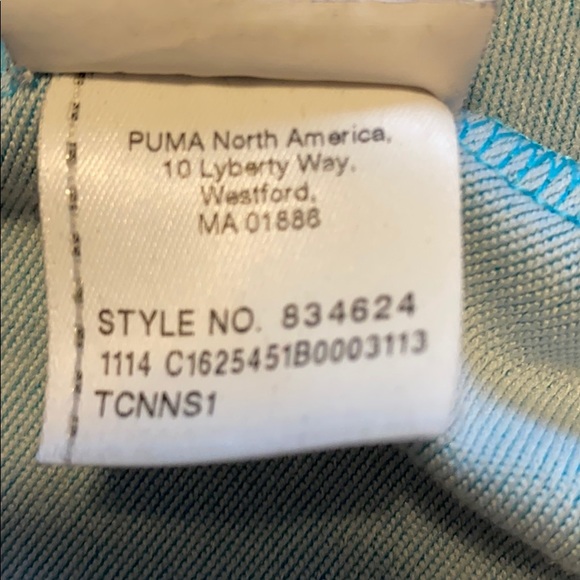 PUMA North America,
10 Lyberty Way,
Westford,
MA 01886
STYLE NO. 834624
1114 C1625451B0003113
TCNNS1